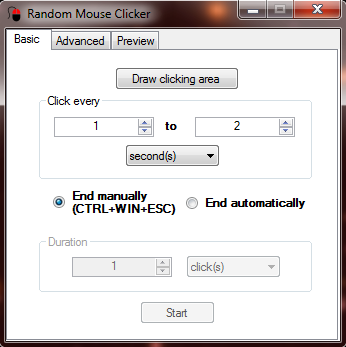 Random Mouse Clicker
Basic Advanced Preview
Draw clicking area
Click every
1 to 2
second(s)
End manually
(CTRL+WIN+ESC) End automatically
Duration
1 click(s)
Start